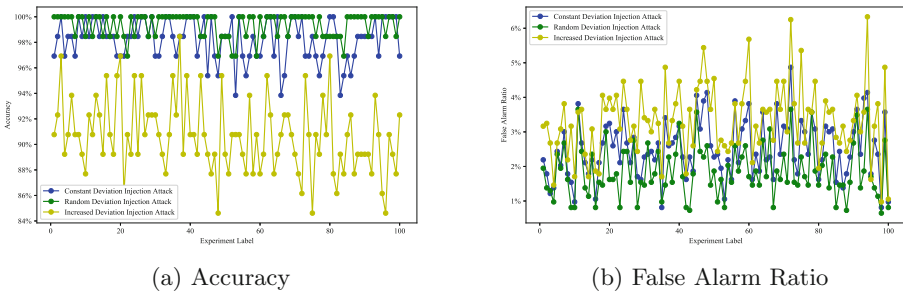 100%
98%
96%
94%
92%
90%
88%
86%
84%
Accuracy
Constant Deviation Injection Attack
Random Deviation Injection Attack
Increased Deviation Injection Attack
0 20 40 60 80 100
Experiment Label
(a) Accuracy
6%
5%
4%
3%
2%
1%
False Alarm Ratio
Constant Deviation Injection Attack
Random Deviation Injection Attack
Increased Deviation Injection Attack
0 20 40 60 80 100
Experiment Label
(b) False Alarm Ratio